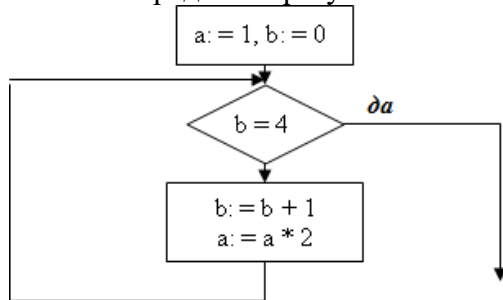 a: = 1, b: = 0
b = 4
да
b: = b + 1
a: = a * 2